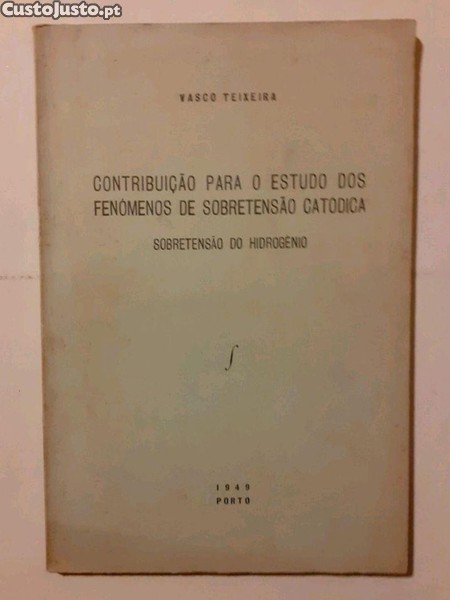 CustoJusto.pt
VASCO TEIXEIRA
CONTRIBUIÇÃO PARA O ESTUDO DOS
FENÓMENOS DE SOBRETENSÃO CATÓDICA
SOBRETENSÃO DO HIDROGÉNIO
∫
1949
PORTO